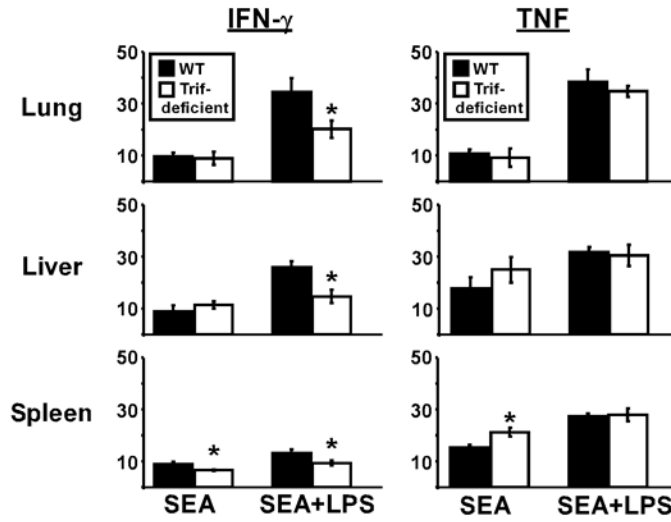 IFN-γ
TNF
Lung
50
30
10
WT
Trif-
deficient
*
50
30
10
WT
Trif-
deficient
Liver
50
30
10
*
50
30
10
Spleen
50
30
10
*
*
SEA
SEA+LPS
50
30
10
*
SEA
SEA+LPS